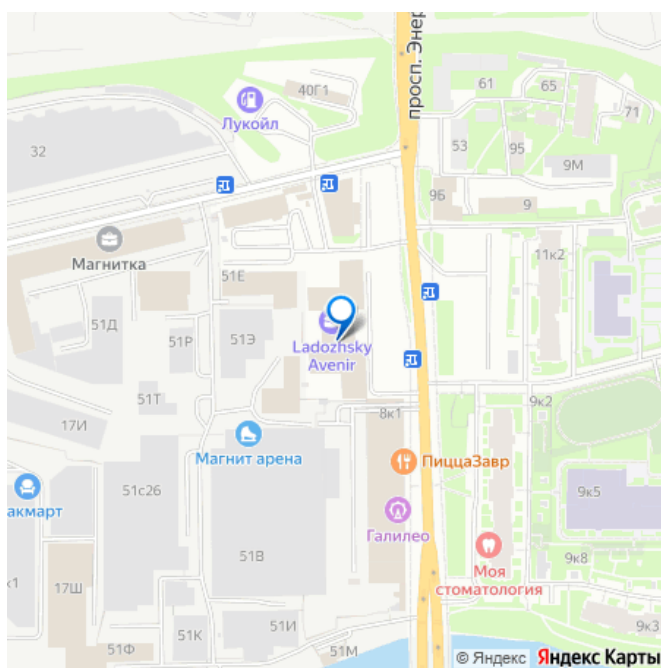 просп. Энер
61
65
40Г1
71
Лукойл
53
95
32
9М
9Б
9
Магнитка
11к2
51Е
51Д
51Р
51Э
Ladozhsky
Avenir
51Т
9к2
8к1
17И
Магнит арена
ПиццаЗавр
акмарт
51с26
9к5
Галилео
51В
к1
17Ш
Моя
стоматология
9к8
51И
51К
9к3
51Ф
51М
© Яндекс Яндекс Карты